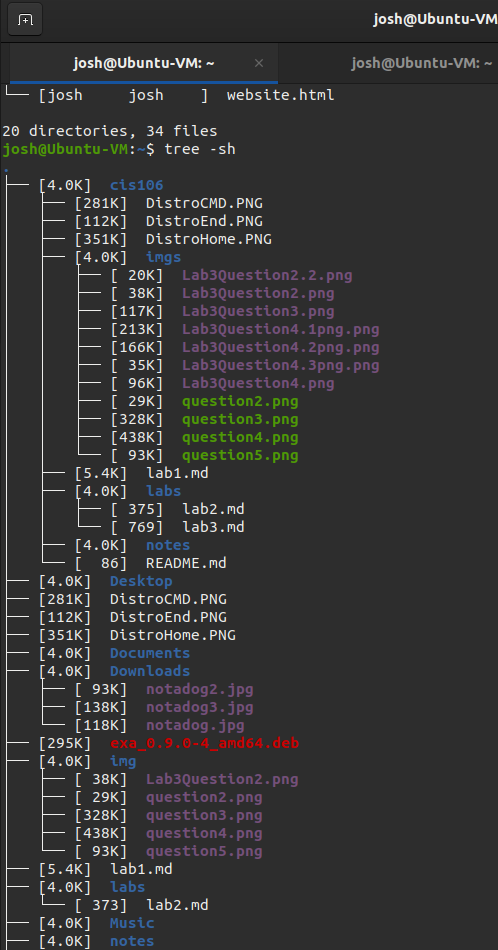 josh@Ubuntu-VM
josh@Ubuntu-VM: ~ × josh@Ubuntu-VM: ~
└── [josh     josh    ]  website.html
20 directories, 34 files
josh@Ubuntu-VM:~$ tree -sh
.
├── [4.0K]  cis106
│   ├── [281K]  DistroCMD.PNG
│   ├── [112K]  DistroEnd.PNG
│   ├── [351K]  DistroHome.PNG
│   ├── [4.0K]  imgs
│   │   ├── [ 20K]  Lab3Question2.2.png
│   │   ├── [ 38K]  Lab3Question2.png
│   │   ├── [117K]  Lab3Question3.png
│   │   ├── [213K]  Lab3Question4.1png.png
│   │   ├── [166K]  Lab3Question4.2png.png
│   │   ├── [ 35K]  Lab3Question4.3png.png
│   │   ├── [ 96K]  Lab3Question4.png
│   │   ├── [ 29K]  question2.png
│   │   ├── [328K]  question3.png
│   │   ├── [438K]  question4.png
│   │   └── [ 93K]  question5.png
│   ├── [5.4K]  lab1.md
│   ├── [4.0K]  labs
│   │   ├── [ 375]  lab2.md
│   │   └── [ 769]  lab3.md
│   ├── [4.0K]  notes
│   └── [  86]  README.md
├── [4.0K]  Desktop
├── [281K]  DistroCMD.PNG
├── [112K]  DistroEnd.PNG
├── [351K]  DistroHome.PNG
├── [4.0K]  Documents
├── [4.0K]  Downloads
│   ├── [ 93K]  notadog2.jpg
│   ├── [138K]  notadog3.jpg
│   └── [118K]  notadog.jpg
├── [295K]  exa_0.9.0-4_amd64.deb
├── [4.0K]  img
│   ├── [ 38K]  Lab3Question2.png
│   ├── [ 29K]  question2.png
│   ├── [328K]  question3.png
│   ├── [438K]  question4.png
│   └── [ 93K]  question5.png
├── [5.4K]  lab1.md
├── [4.0K]  labs
│   └── [ 373]  lab2.md
├── [4.0K]  Music
├── [4.0K]  notes